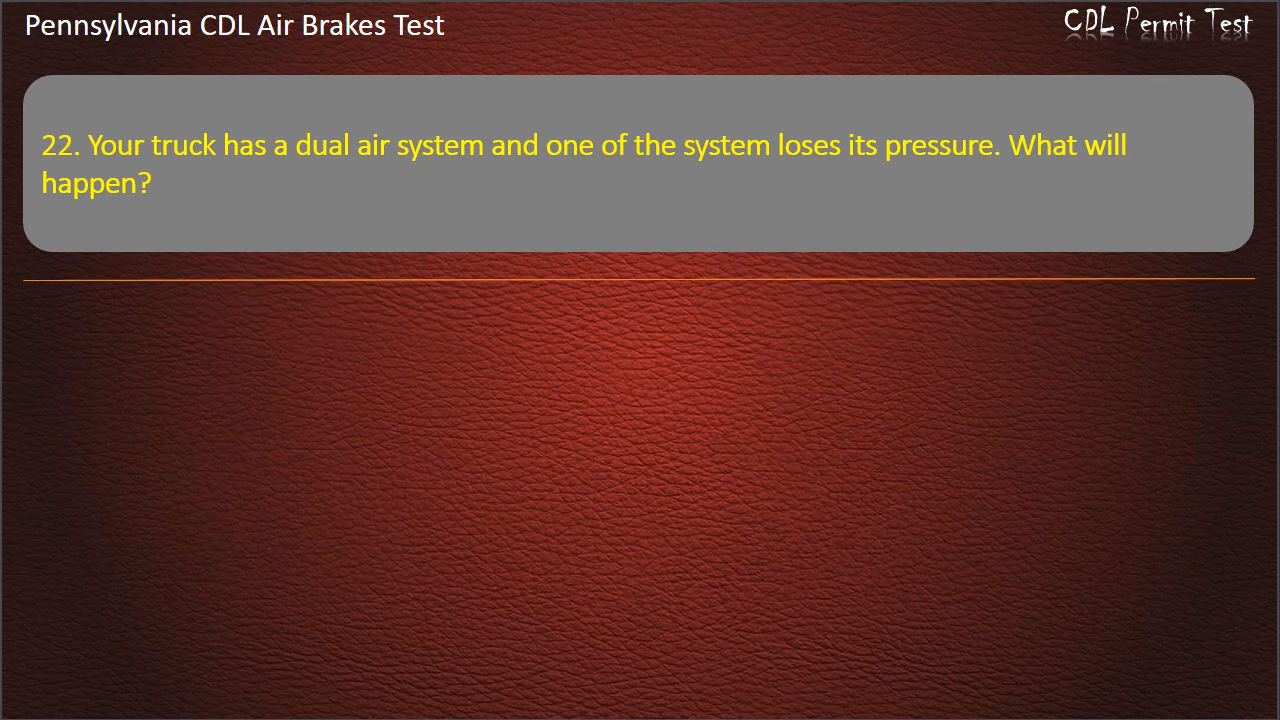 Pennsylvania CDL Air Brakes Test
CDL Permit Test
22. Your truck has a dual air system and one of the system loses its pressure. What will
happen?